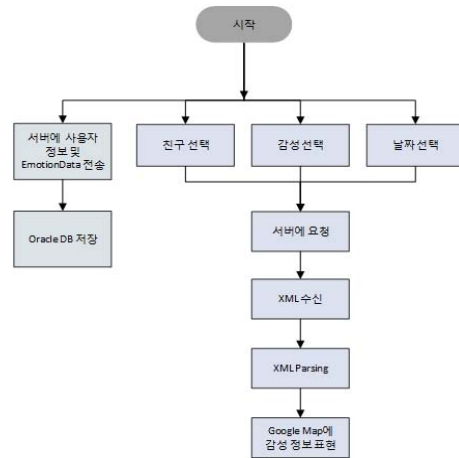 시작
서버에 사용자
정보 및
EmotionData 전송
친구 선택
감성 선택
날짜 선택
Oracle DB 저장
서버에 요청
XML 수신
XML Parsing
Google Map에
감성 정보 표현